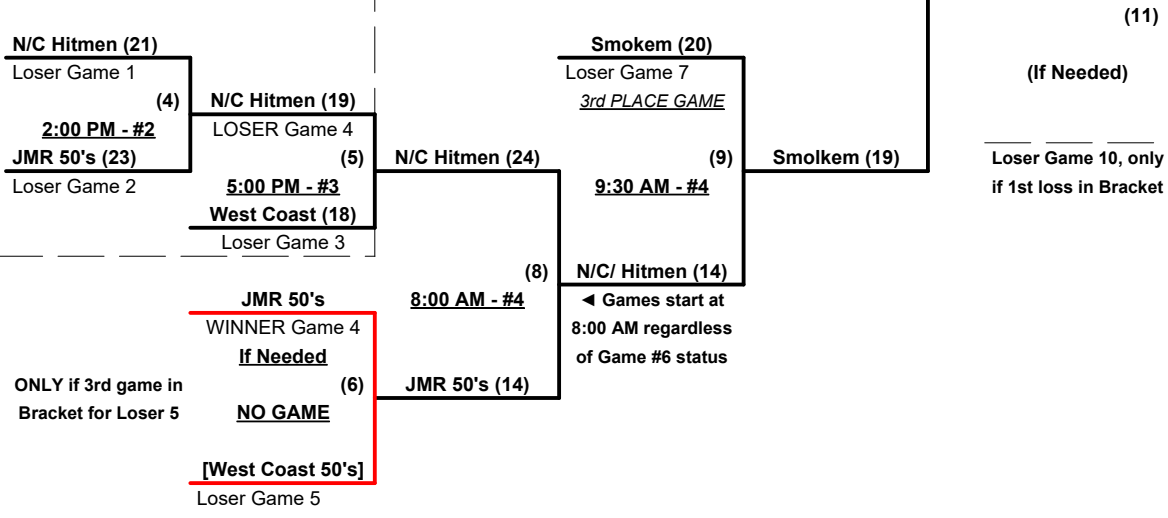 (11)
N/C Hitmen (21)
Loser Game 1
(4)
2:00 PM - #2
JMR 50's (23)
Loser Game 2
N/C Hitmen (19)
LOSER Game 4
(5)
5:00 PM - #3
West Coast (18)
Loser Game 3
N/C Hitmen (24)
(8)
8:00 AM - #4
JMR 50's
WINNER Game 4
If Needed
(6)
NO GAME
[West Coast 50's]
Loser Game 5
ONLY if 3rd game in
Bracket for Loser 5
JMR 50's (14)
Smokem (20)
Loser Game 7
3rd PLACE GAME
(9)
9:30 AM - #4
N/C/ Hitmen (14)
◄ Games start at
8:00 AM regardless
of Game #6 status
Smolkem (19)
(If Needed)
Loser Game 10, only
if 1st loss in Bracket